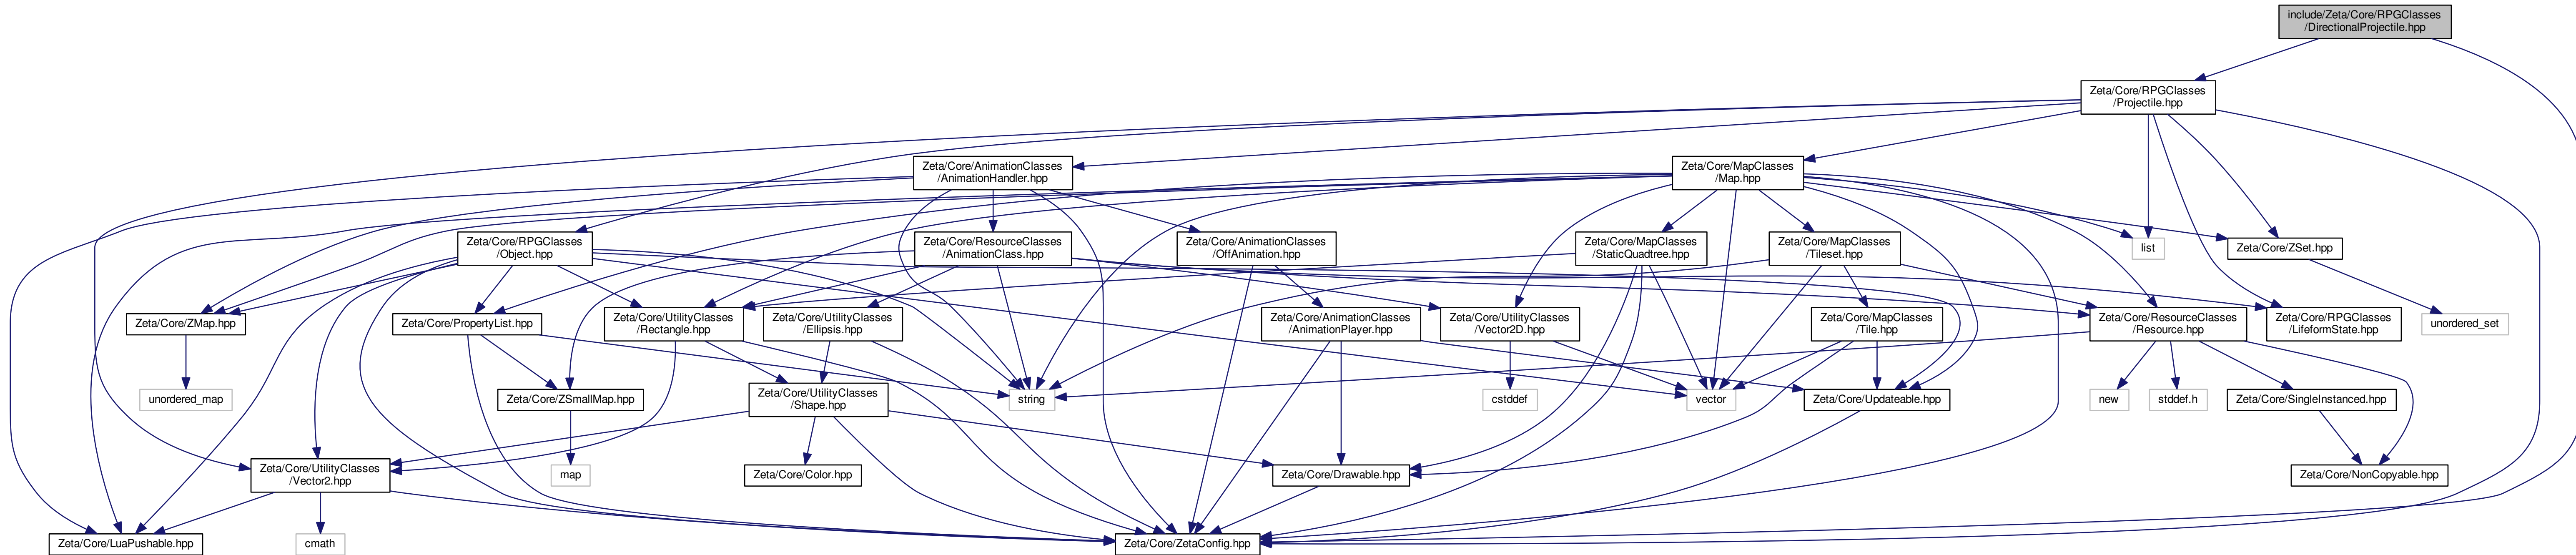 include/Zeta/Core/RPGClasses
/DirectionalProjectile.hpp
Zeta/Core/RPGClasses
/Projectile.hpp
Zeta/Core/AnimationClasses
/AnimationHandler.hpp
Zeta/Core/MapClasses
/Map.hpp
Zeta/Core/RPGClasses
/Object.hpp
Zeta/Core/ResourceClasses
/AnimationClass.hpp
Zeta/Core/AnimationClasses
/OffAnimation.hpp
Zeta/Core/MapClasses
/StaticQuadtree.hpp
Zeta/Core/MapClasses
/Tileset.hpp
list
Zeta/Core/ZSet.hpp
Zeta/Core/ZMap.hpp
Zeta/Core/PropertyList.hpp
Zeta/Core/UtilityClasses
/Rectangle.hpp
Zeta/Core/UtilityClasses
/Ellipsis.hpp
Zeta/Core/AnimationClasses
/AnimationPlayer.hpp
Zeta/Core/UtilityClasses
/Vector2D.hpp
Zeta/Core/MapClasses
/Tile.hpp
Zeta/Core/ResourceClasses
/Resource.hpp
Zeta/Core/RPGClasses
/LifeformState.hpp
unordered_set
unordered_map
Zeta/Core/ZSmallMap.hpp
Zeta/Core/UtilityClasses
/Shape.hpp
string
cstddef
vector
Zeta/Core/Updateable.hpp
new
stddef.h
Zeta/Core/SingleInstanced.hpp
Zeta/Core/UtilityClasses
/Vector2.hpp
map
Zeta/Core/Color.hpp
Zeta/Core/Drawable.hpp
Zeta/Core/NonCopyable.hpp
Zeta/Core/LuaPushable.hpp
cmath
Zeta/Core/ZetaConfig.hpp